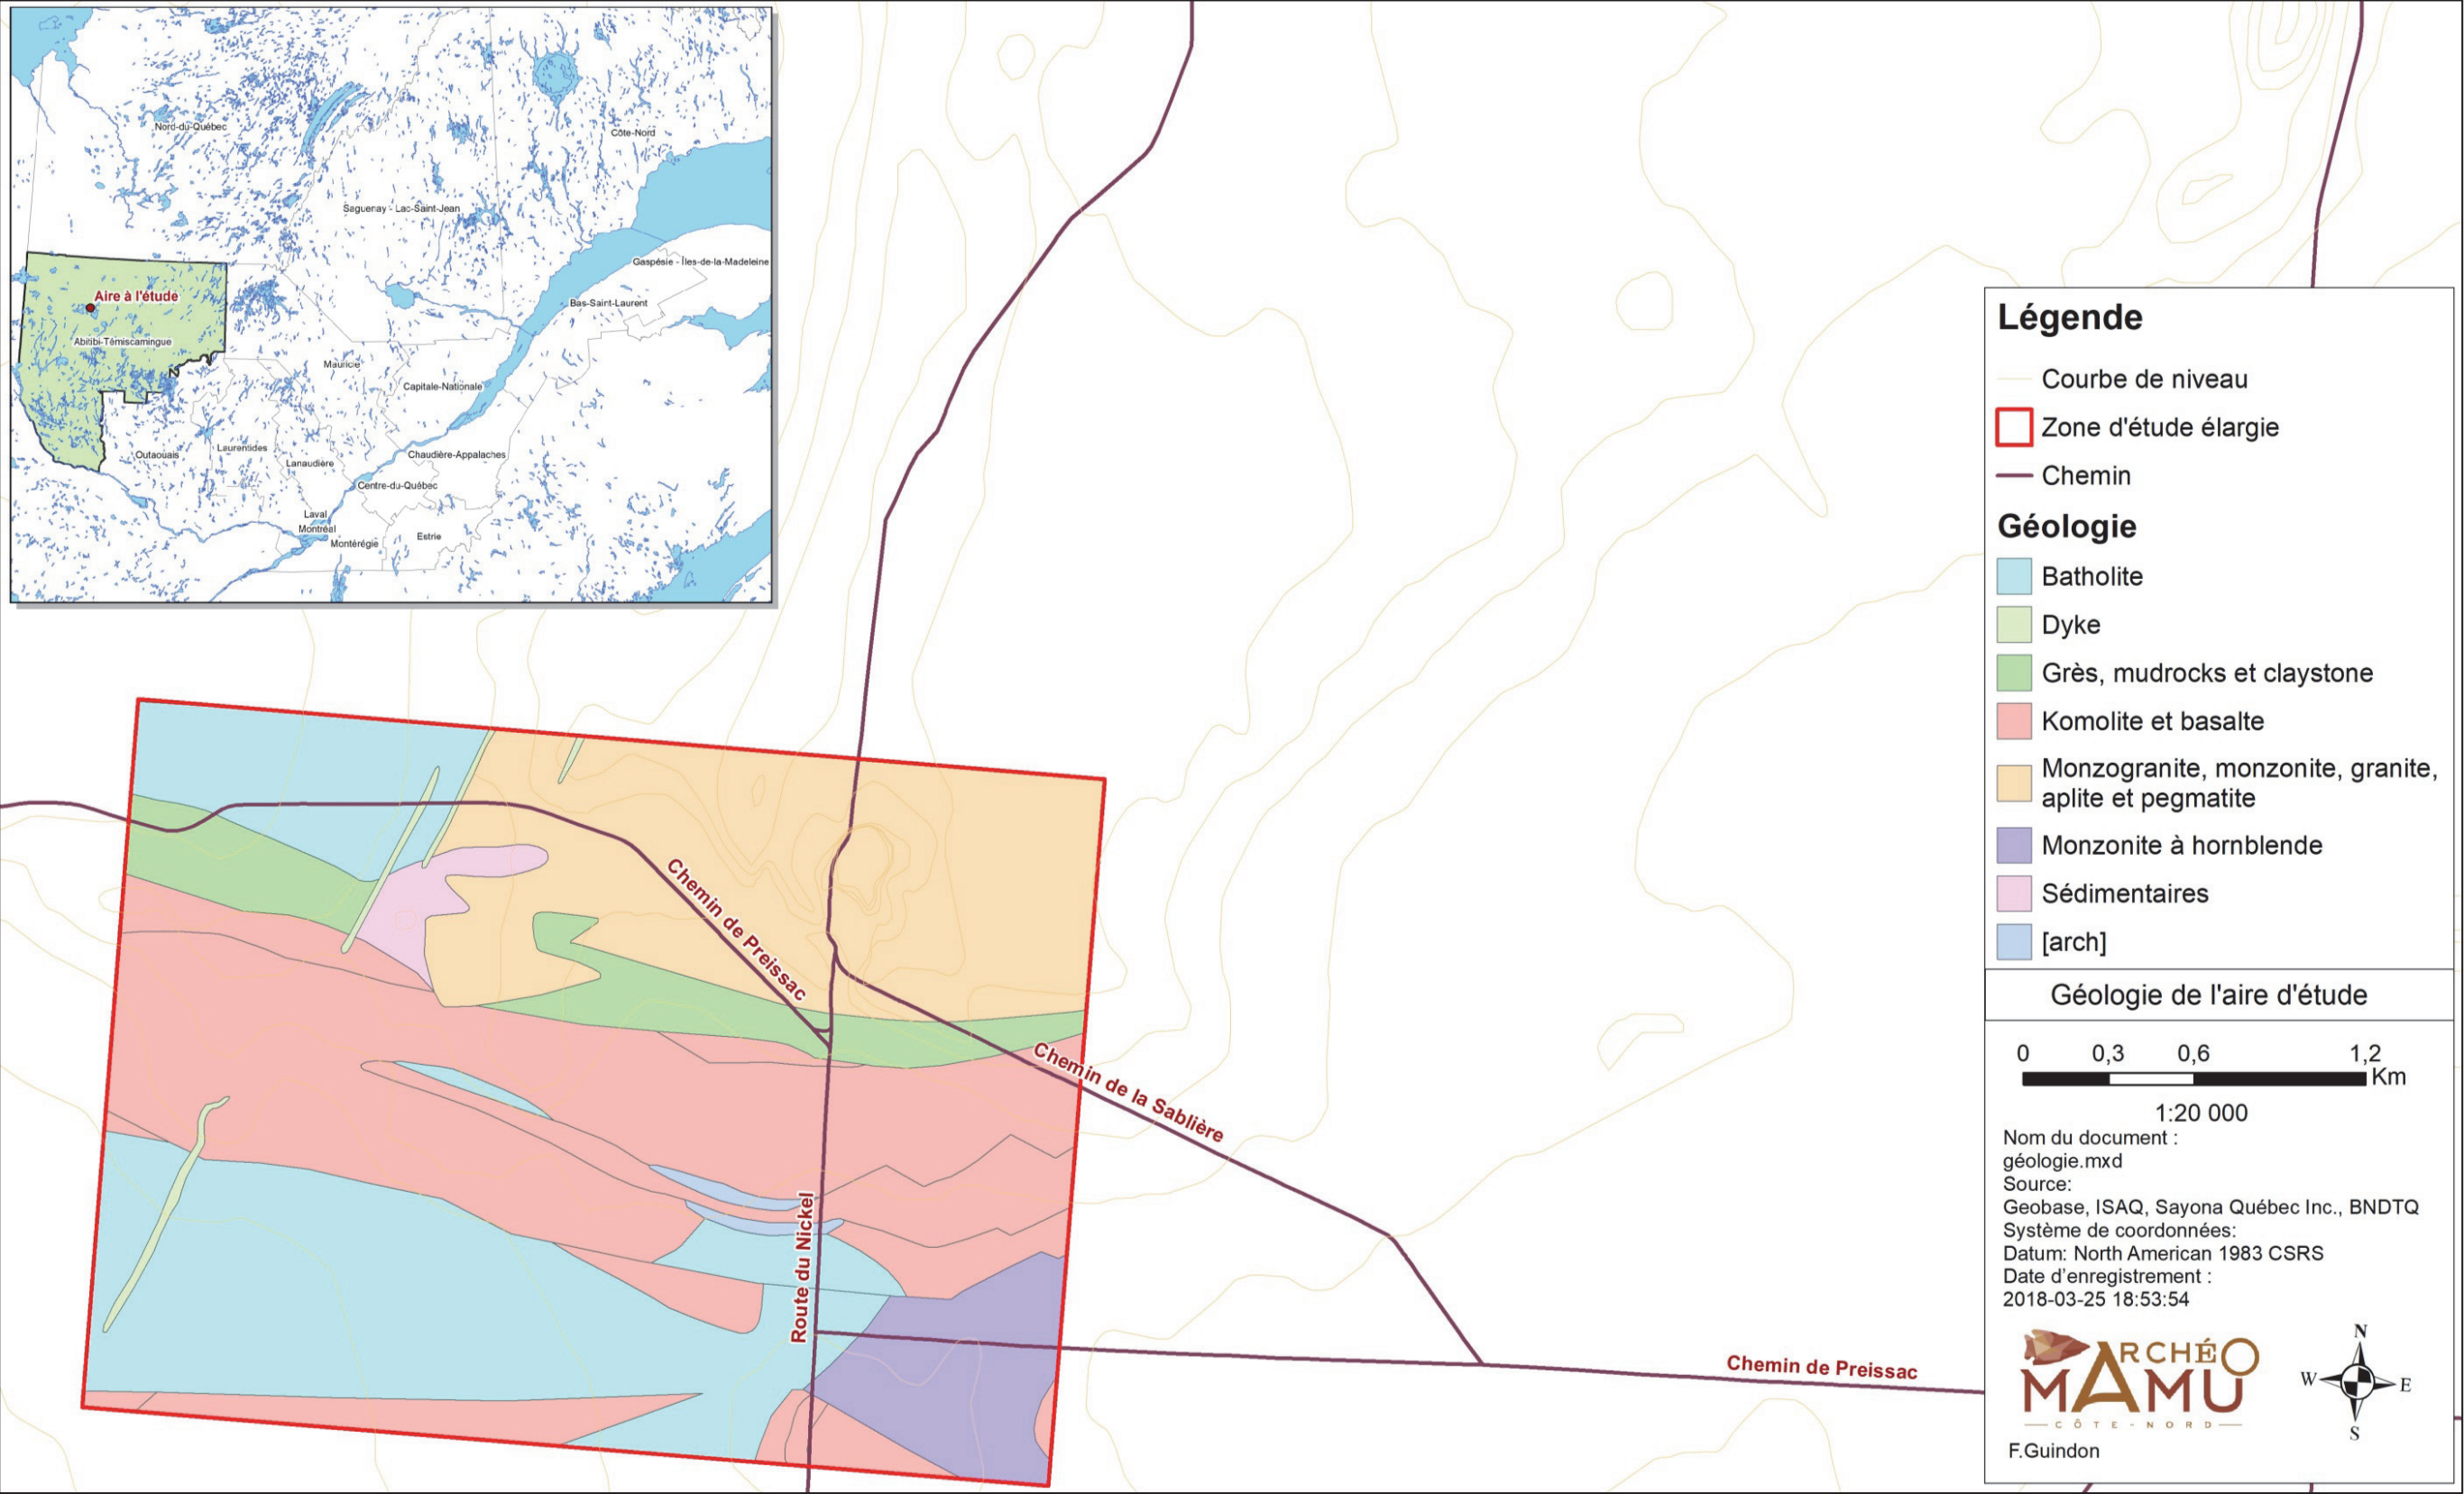 Nord-du-Québec
Côte-Nord
Saguenay - Lac-Saint-Jean
Gaspésie - Îles-de-la-Madeleine
Aire à l'étude
Bas-Saint-Laurent
Abitibi-Témiscamingue
Mauricie
Capitale-Nationale
Outaouais
Laurentides
Lanaudière
Chaudière-Appalaches
Centre-du-Québec
Laval
Montréal
Montérégie
Estrie
Chemin de Preissac
Chemin de la Sablière
Route du Nickel
Chemin de Preissac
Légende
Courbe de niveau
Zone d'étude élargie
Chemin
Géologie
Batholite
Dyke
Grès, mudrocks et claystone
Komolite et basalte
Monzogranite, monzonite, granite,
aplite et pegmatite
Monzonite à hornblende
Sédimentaires
[arch]
Géologie de l'aire d'étude
0 0,3 0,6 1,2
Km
1:20 000
Nom du document :
géologie.mxd
Source:
Geobase, ISAQ, Sayona Québec Inc., BNDTQ
Système de coordonnées:
Datum: North American 1983 CSRS
Date d'enregistrement :
2018-03-25 18:53:54
ARCHÉO
MAMU
CÔTE-NORD
N
W E
S
F.Guindon